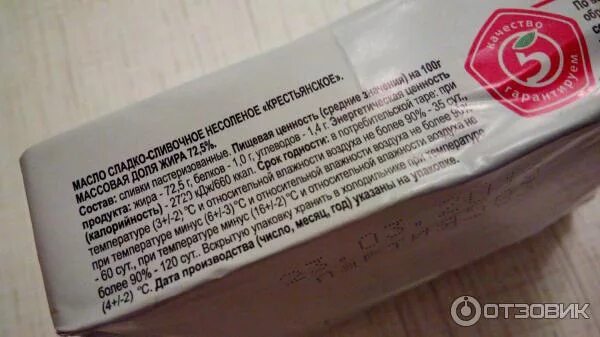 МАСЛО СЛАДКО-СЛИВОЧНОЕ НЕСОЛЕНОЕ «КРЕСТЬЯНСКОЕ».
МАССОВАЯ ДОЛЯ ЖИРА 72,5%.
Состав: сливки пастеризованные. Пищевая ценность (средние значения) на 100г
продукта: жира - 72,5 г, белков - 1,0 г, углеводов - 1,4 г. Энергетическая ценность
(калорийность) - 2723 кДж/660 ккал. Срок годности: в потребительской таре: при
температуре (3+/-2) °С и относительной влажности воздуха не более 90% - 35 сут.,
при температуре минус (6+/-3) °С и относительной влажности воздуха не более 90%
- 60 сут., при температуре минус (16+/-2) °С и относительной влажности воздуха не
более 90% - 120 сут. Вскрытую упаковку хранить в холодильнике при температуре
(4+/-2) °С. Дата производства (число, месяц, год) указаны на упаковке.
качество
5
гарантируем
По
обр
ОТЗОВИК